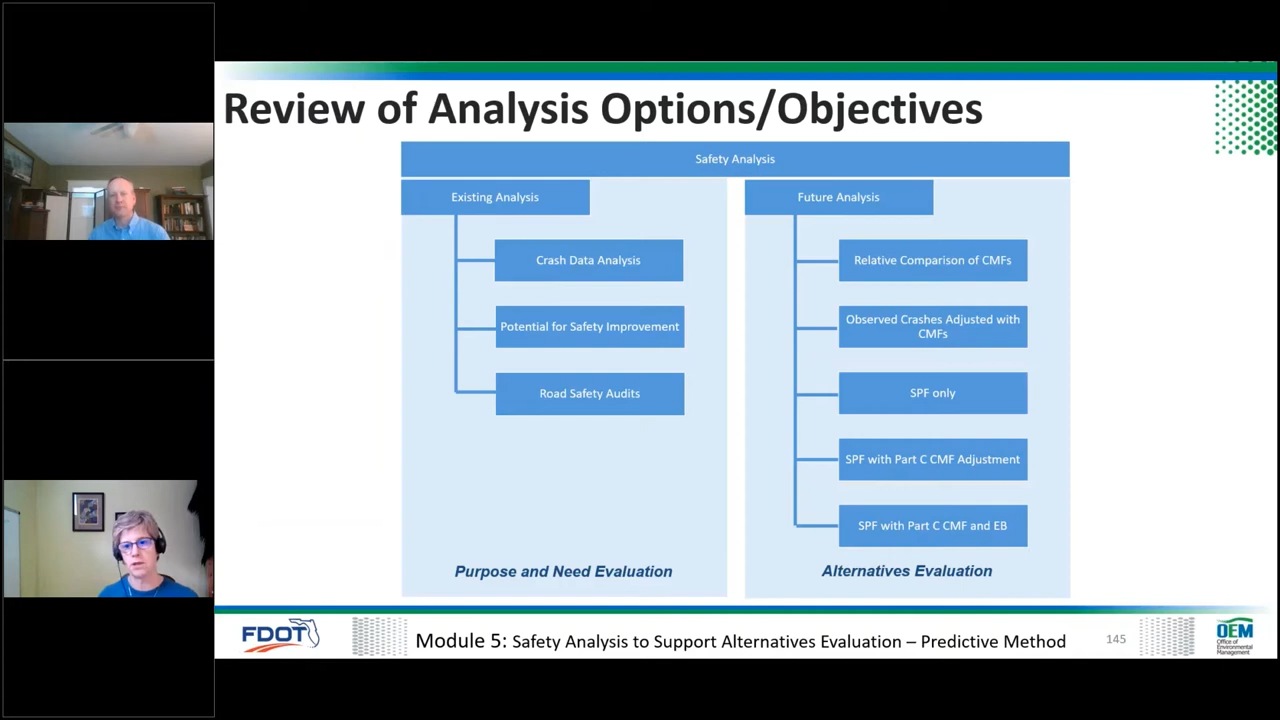 Review of Analysis Options/Objectives
Safety Analysis
Existing Analysis
Crash Data Analysis
Potential for Safety Improvement
Road Safety Audits
Purpose and Need Evaluation
Future Analysis
Relative Comparison of CMFs
Observed Crashes Adjusted with
CMFs
SPF only
SPF with Part C CMF Adjustment
SPF with Part C CMF and EB
Alternatives Evaluation
FDOT
Module 5: Safety Analysis to Support Alternatives Evaluation – Predictive Method
145
OEM
Office of
Environmental
Management